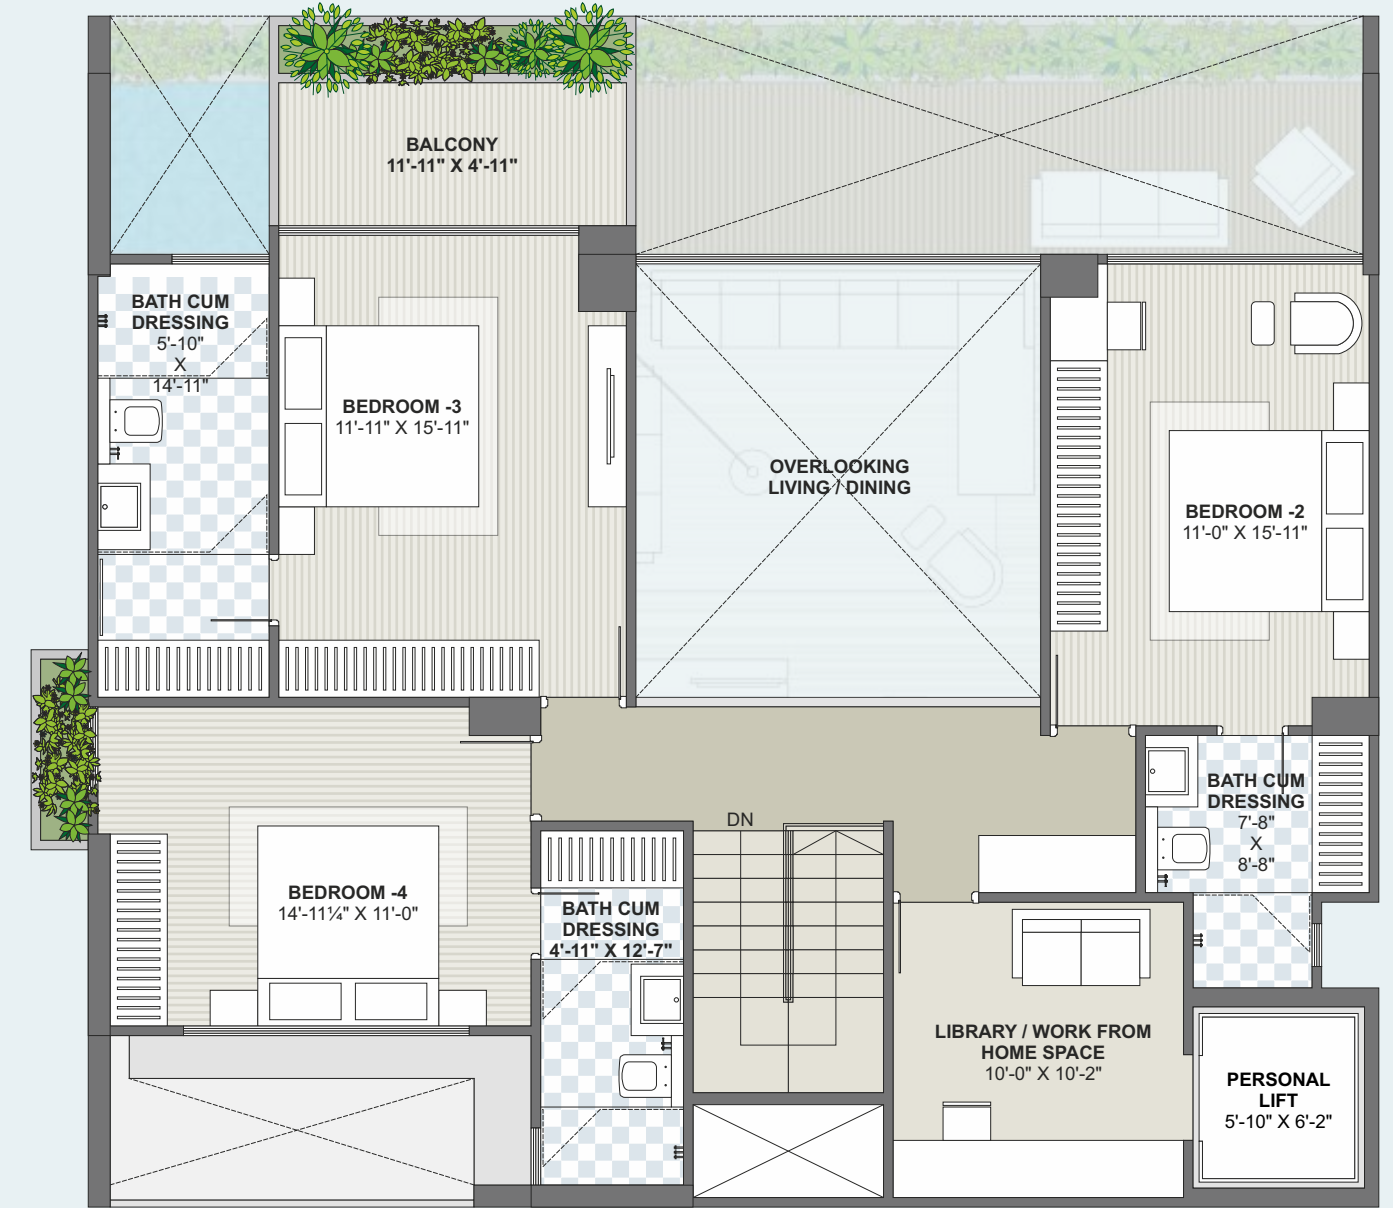 BALCONY
11'-11" X 4'-11"
BATH CUM
DRESSING
5'-10"
X
14'-11"
BEDROOM -3
11'-11" X 15'-11"
OVERLOOKING
LIVING / DINING
BEDROOM -2
11'-0" X 15'-11"
BATH CUM
DRESSING
7'-8"
X
8'-8"
DN
BEDROOM -4
14'-11¼" X 11'-0"
BATH CUM
DRESSING
4'-11" X 12'-7"
LIBRARY / WORK FROM
HOME SPACE
10'-0" X 10'-2"
PERSONAL
LIFT
5'-10" X 6'-2"